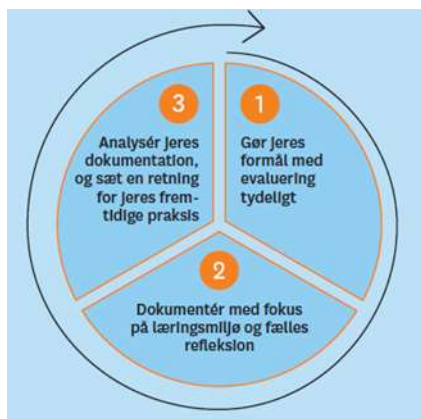 1
Gør jeres
formål med
evaluering
tydeligt
2
Dokumentér med fokus
på læringsmiljø og fælles
refleksion
3
Analysér jeres
dokumentation,
og sæt en retning
for jeres frem-
tidige praksis